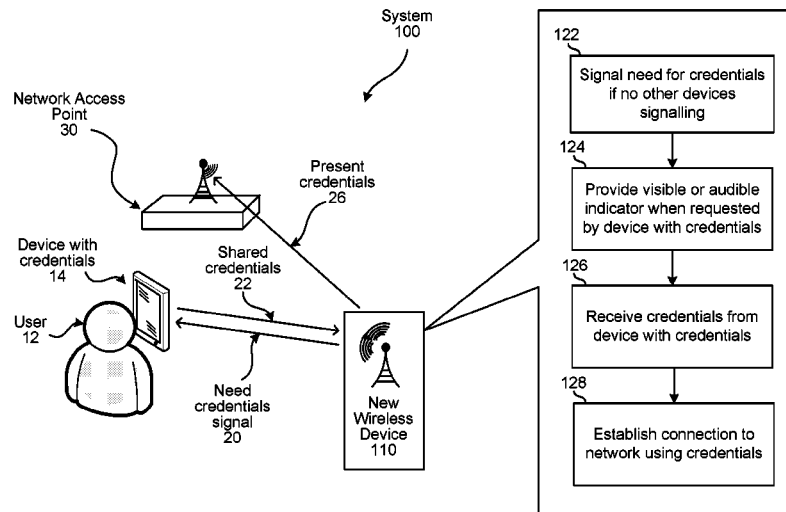 System
100
Network Access
Point
30
Present
credentials
26
Device with
credentials
14
Shared
credentials
22
User
12
Need
credentials
signal
20
New
Wireless
Device
110
122
Signal need for credentials
if no other devices
signalling
124
Provide visible or audible
indicator when requested
by device with credentials
126
Receive credentials from
device with credentials
128
Establish connection to
network using credentials